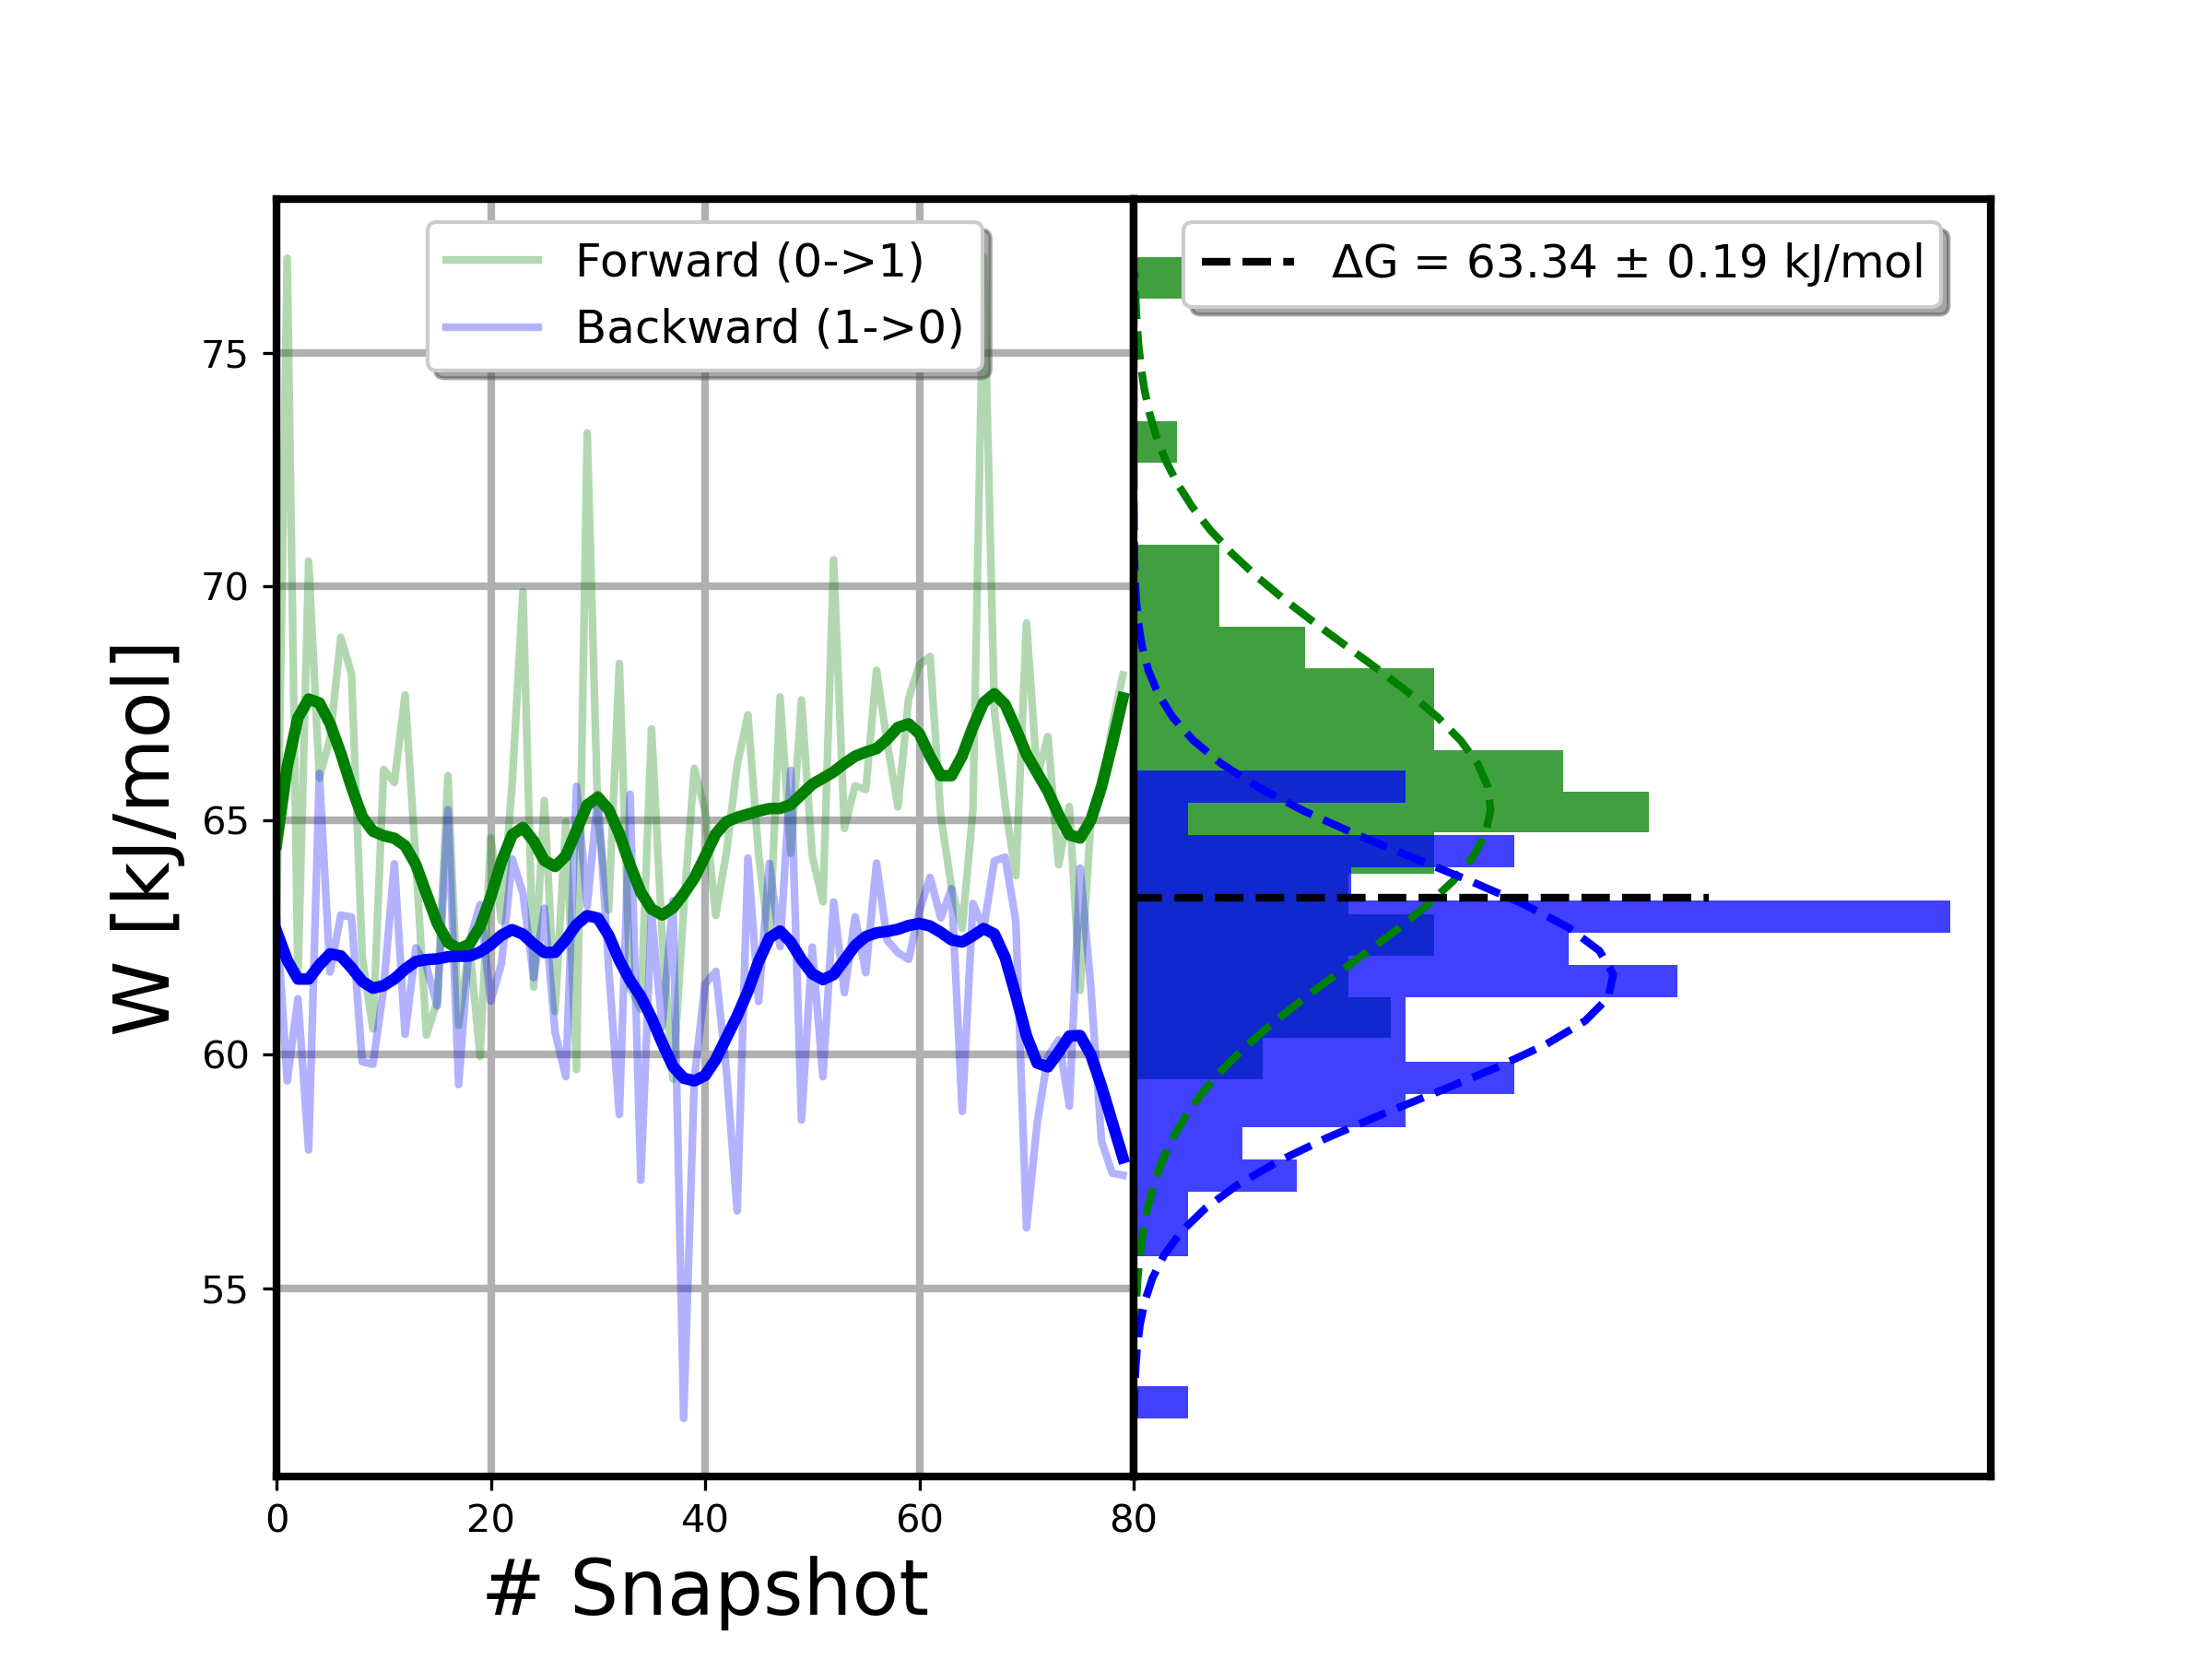 Forward (0->1)
Backward (1->0)
ΔG = 63.34 ± 0.19 kJ/mol
75
70
65
60
55
W [kJ/mol]
0 20 40 60 80
# Snapshot